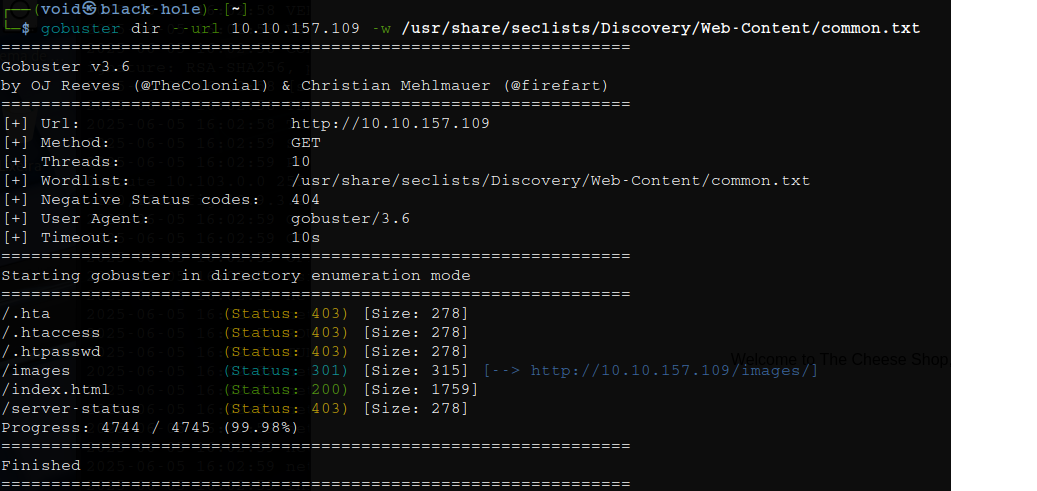 ┌──(void㉿black-hole)-[~]
└─$ gobuster dir --url 10.10.157.109 -w /usr/share/seclists/Discovery/Web-Content/common.txt
===============================================================
Gobuster v3.6
by OJ Reeves (@TheColonial) & Christian Mehlmauer (@firefart)
===============================================================
[+] Url: http://10.10.157.109
[+] Method: GET
[+] Threads: 10
[+] Wordlist: /usr/share/seclists/Discovery/Web-Content/common.txt
[+] Negative Status codes: 404
[+] User Agent: gobuster/3.6
[+] Timeout: 10s
===============================================================
Starting gobuster in directory enumeration mode
===============================================================
/.hta (Status: 403) [Size: 278]
/.htaccess (Status: 403) [Size: 278]
/.htpasswd (Status: 403) [Size: 278]
Welcome to The Cheese Shop
/images (Status: 301) [Size: 315] [--> http://10.10.157.109/images/]
/index.html (Status: 200) [Size: 1759]
/server-status (Status: 403) [Size: 278]
Progress: 4744 / 4745 (99.98%)
===============================================================
Finished
===============================================================